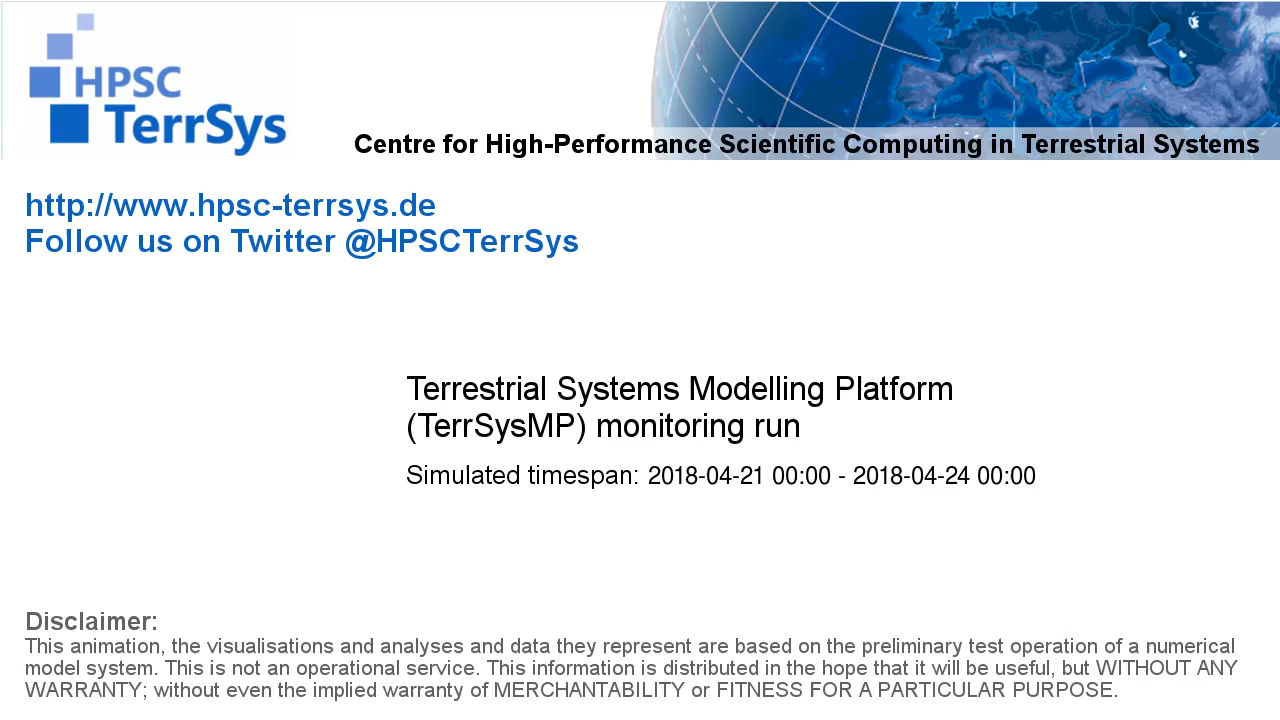 HPSC
TerrSys
Centre for High-Performance Scientific Computing in Terrestrial Systems
http://www.hpsc-terrsys.de
Follow us on Twitter @HPSCTerrSys
Terrestrial Systems Modelling Platform
(TerrSysMP) monitoring run
Simulated timespan: 2018-04-21 00:00 - 2018-04-24 00:00
Disclaimer:
This animation, the visualisations and analyses and data they represent are based on the preliminary test operation of a numerical
model system. This is not an operational service. This information is distributed in the hope that it will be useful, but WITHOUT ANY
WARRANTY; without even the implied warranty of MERCHANTABILITY or FITNESS FOR A PARTICULAR PURPOSE.